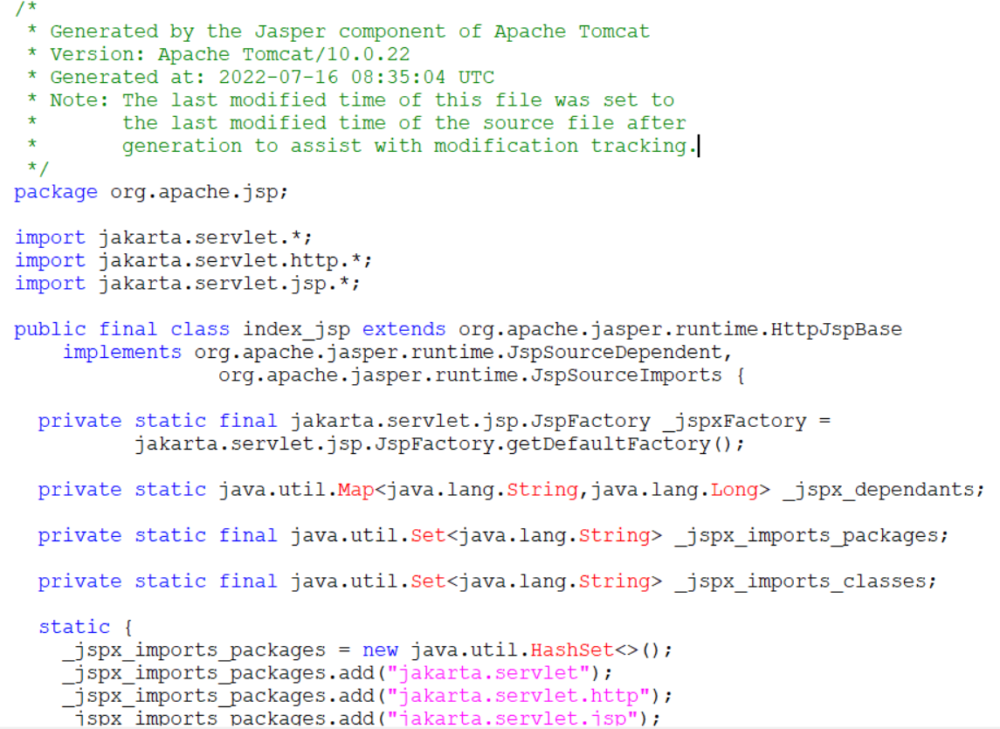 /*
 * Generated by the Jasper component of Apache Tomcat
 * Version: Apache Tomcat/10.0.22
 * Generated at: 2022-07-16 08:35:04 UTC
 * Note: The last modified time of this file was set to
 *       the last modified time of the source file after
 *       generation to assist with modification tracking.
 */
package org.apache.jsp;

import jakarta.servlet.*;
import jakarta.servlet.http.*;
import jakarta.servlet.jsp.*;

public final class index_jsp extends org.apache.jasper.runtime.HttpJspBase
    implements org.apache.jasper.runtime.JspSourceDependent,
                 org.apache.jasper.runtime.JspSourceImports {

  private static final jakarta.servlet.jsp.JspFactory _jspxFactory =
          jakarta.servlet.jsp.JspFactory.getDefaultFactory();

  private static java.util.Map<java.lang.String,java.lang.Long> _jspx_dependants;

  private static final java.util.Set<java.lang.String> _jspx_imports_packages;

  private static final java.util.Set<java.lang.String> _jspx_imports_classes;

  static {
    _jspx_imports_packages = new java.util.HashSet<>();
    _jspx_imports_packages.add("jakarta.servlet");
    _jspx_imports_packages.add("jakarta.servlet.http");
    _jspx_imports_packages.add("jakarta.servlet.jsp");